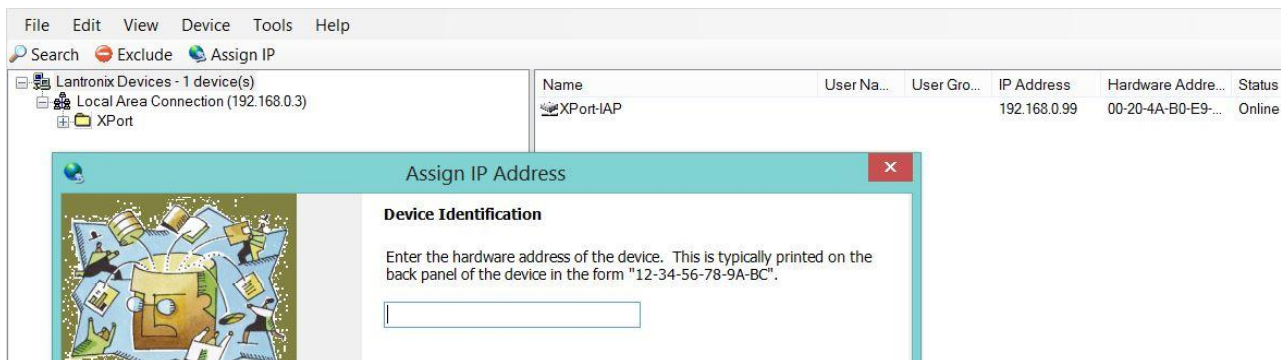 File Edit View Device Tools Help
Search Exclude Assign IP
Lantronix Devices - 1 device(s)
Local Area Connection (192.168.0.3)
XPort
Name User Na... User Gro... IP Address Hardware Addre... Status
XPort-IAP 192.168.0.99 00-20-4A-B0-E9-... Online
Assign IP Address
Device Identification
Enter the hardware address of the device. This is typically printed on the
back panel of the device in the form "12-34-56-78-9A-BC".